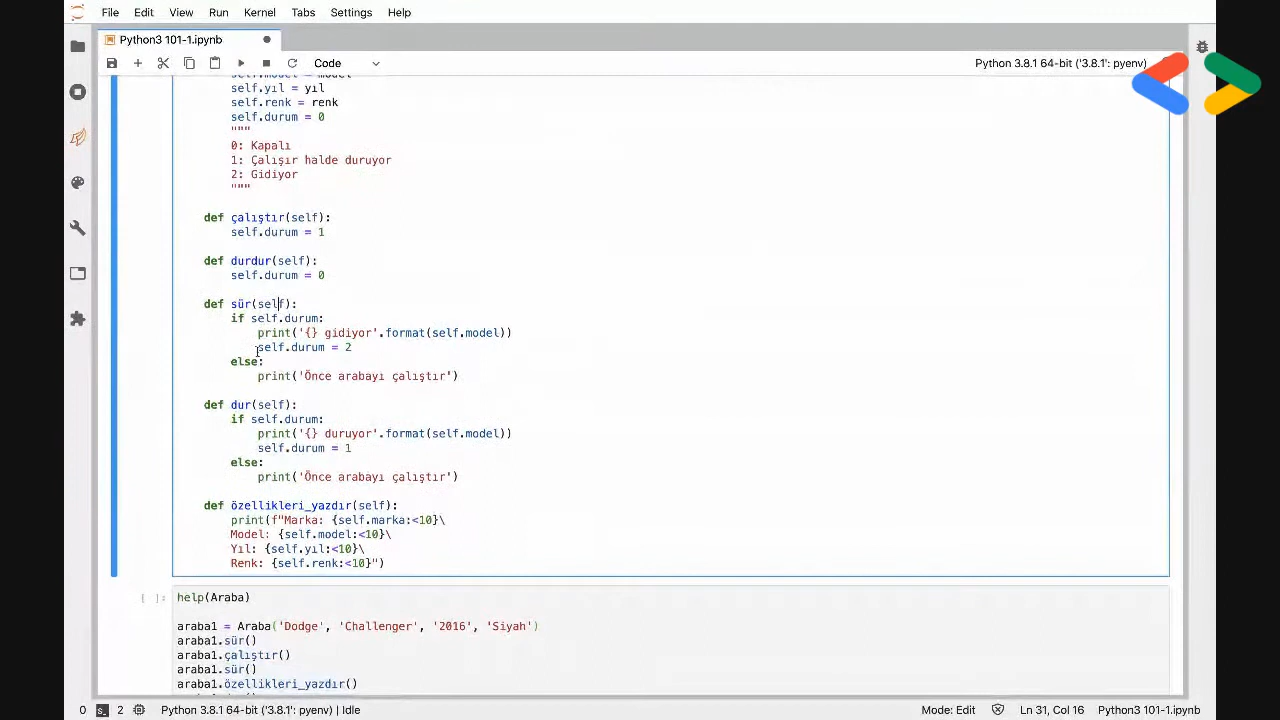 File Edit View Run Kernel Tabs Settings Help
Python3 101-1.ipynb
Code
Python 3.8.1 64-bit ('3.8.1': pyenv)
self.model = model
self.yıl = yıl
self.renk = renk
self.durum = 0
"""
0: Kapalı
1: Çalışır halde duruyor
2: Gidiyor
"""
def çalıştır(self):
self.durum = 1
def durdur(self):
self.durum = 0
def sür(self):
if self.durum:
print('{} gidiyor'.format(self.model))
self.durum = 2
else:
print('Önce arabayı çalıştır')
def dur(self):
if self.durum:
print('{} duruyor'.format(self.model))
self.durum = 1
else:
print('Önce arabayı çalıştır')
def özellikleri_yazdır(self):
print(f"Marka: {self.marka:<10}\
Model: {self.model:<10}\
Yıl: {self.yıl:<10}\
Renk: {self.renk:<10}")
[ ]: help(Araba)
araba1 = Araba('Dodge', 'Challenger', '2016', 'Siyah')
araba1.sür()
araba1.çalıştır()
araba1.sür()
araba1.özellikleri_yazdır()
0 2 Python 3.8.1 64-bit ('3.8.1': pyenv) | Idle Mode: Edit Ln 31, Col 16 Python3 101-1.ipynb